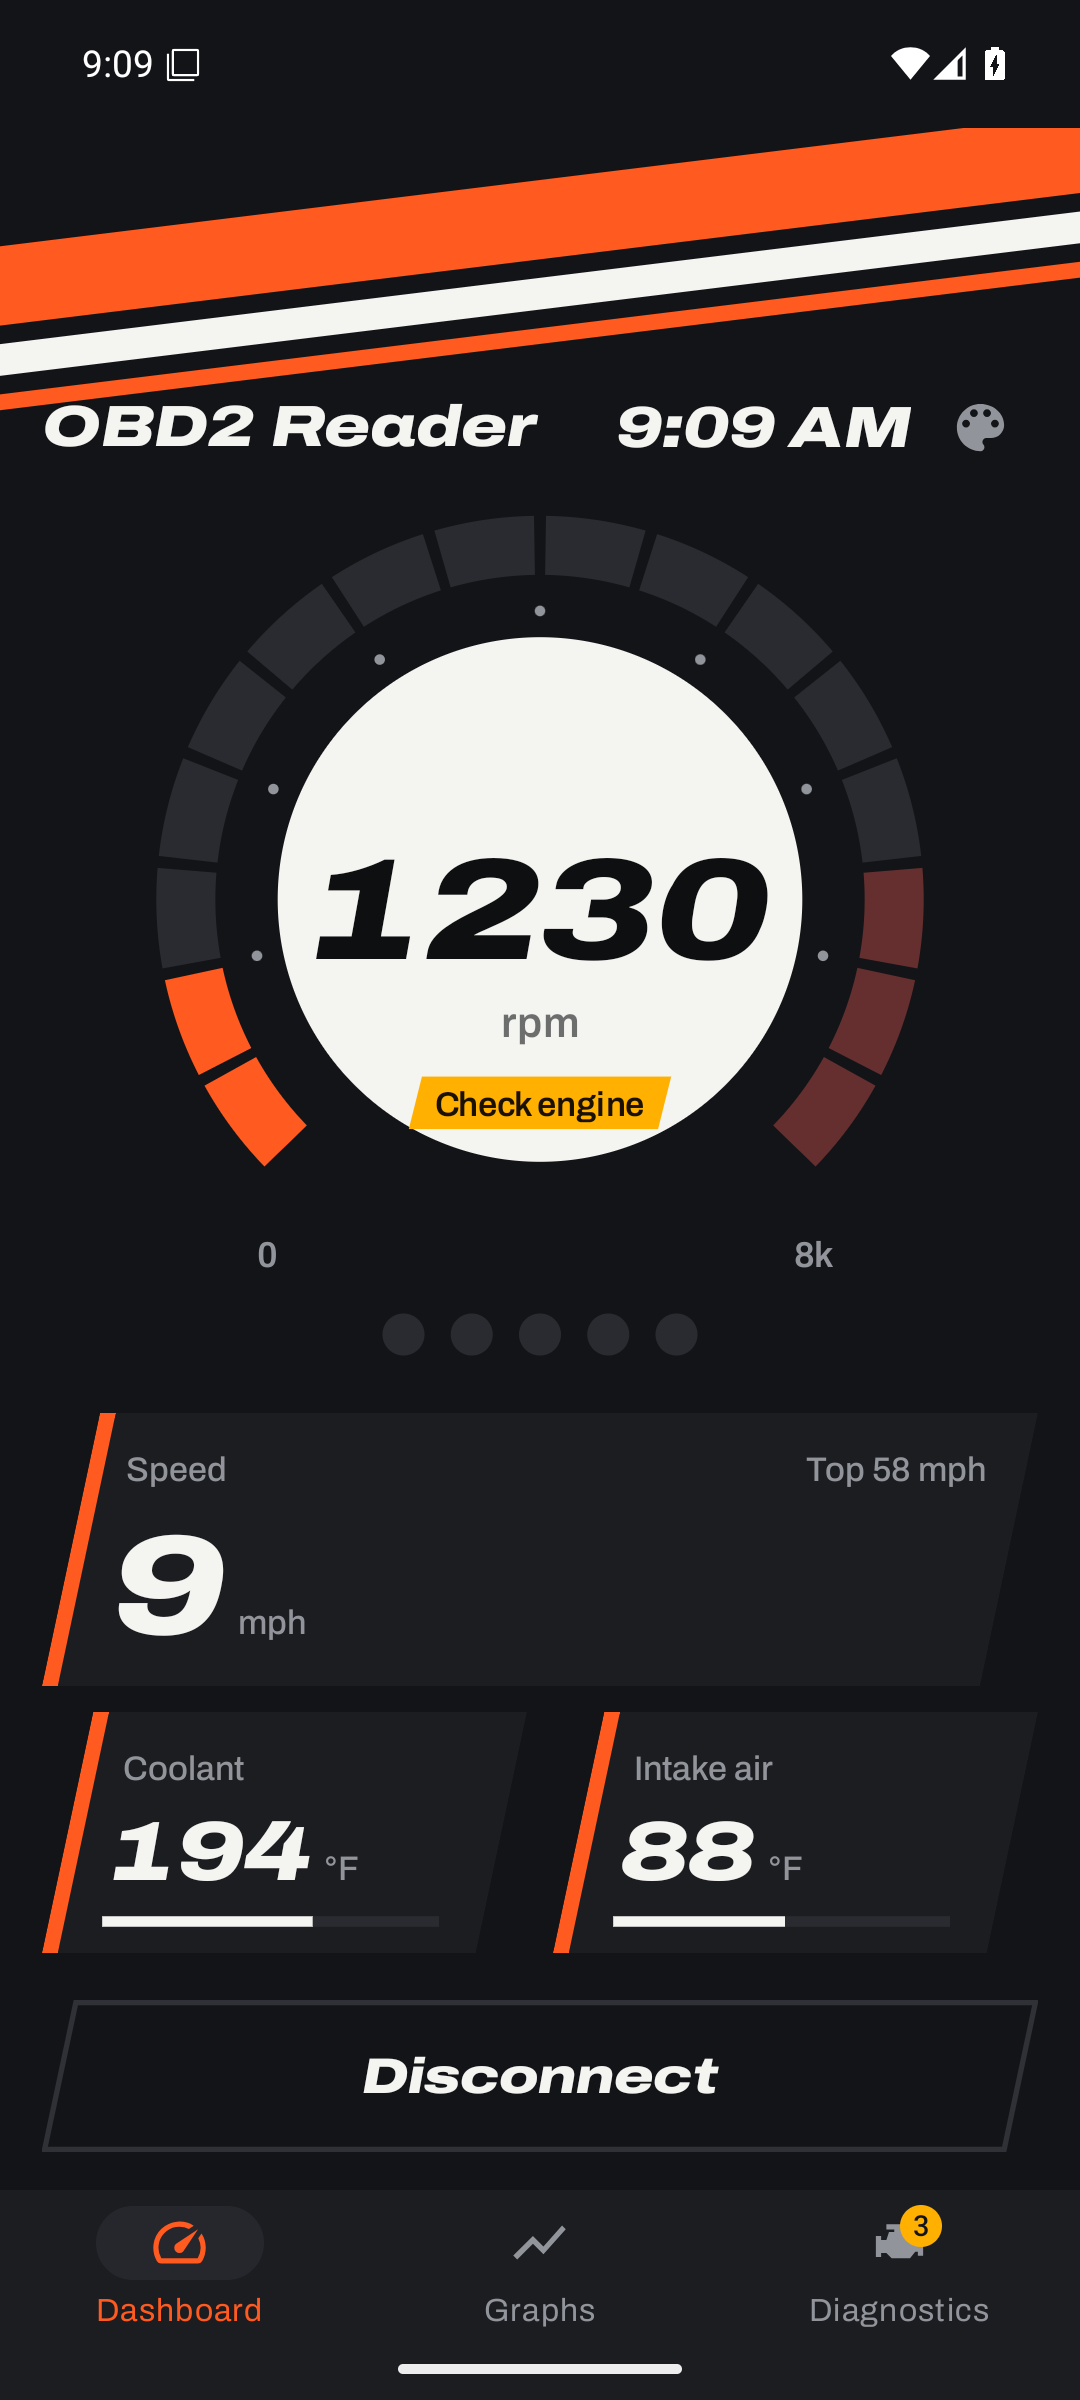 9:09
OBD2 Reader 9:09 AM
1230
rpm
Check engine
0 8k
Speed Top 58 mph
9 mph
Coolant Intake air
194 °F 88 °F
Disconnect
3
Dashboard Graphs Diagnostics